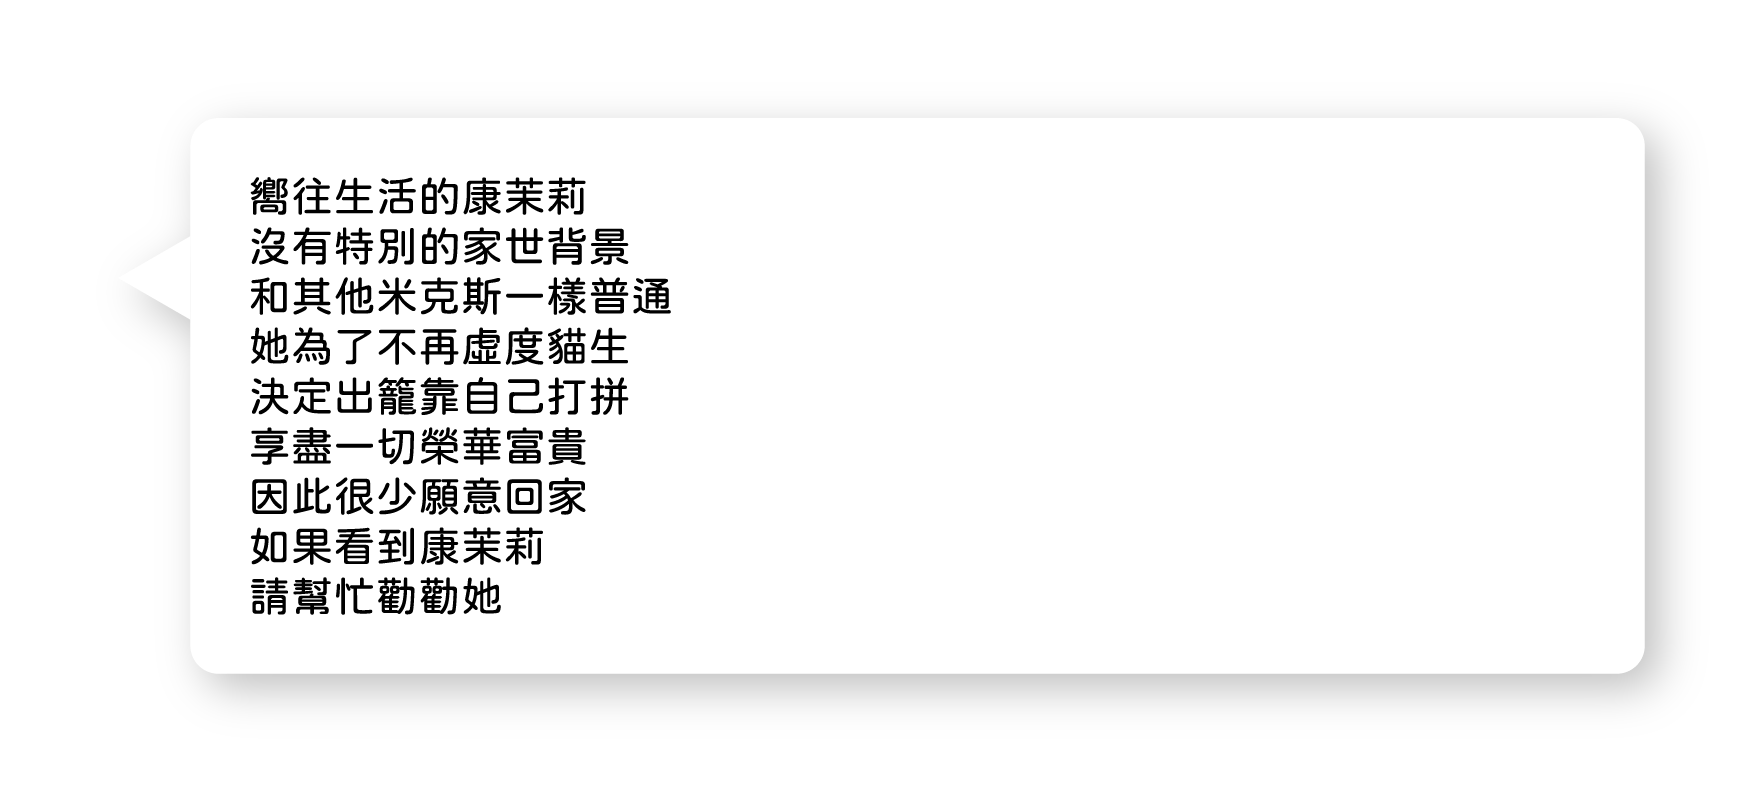 嚮往生活的康茉莉
沒有特別的家世背景
和其他米克斯一樣普通
她為了不再虛度貓生
決定出籠靠自己打拼
享盡一切榮華富貴
因此很少願意回家
如果看到康茉莉
請幫忙勸勸她